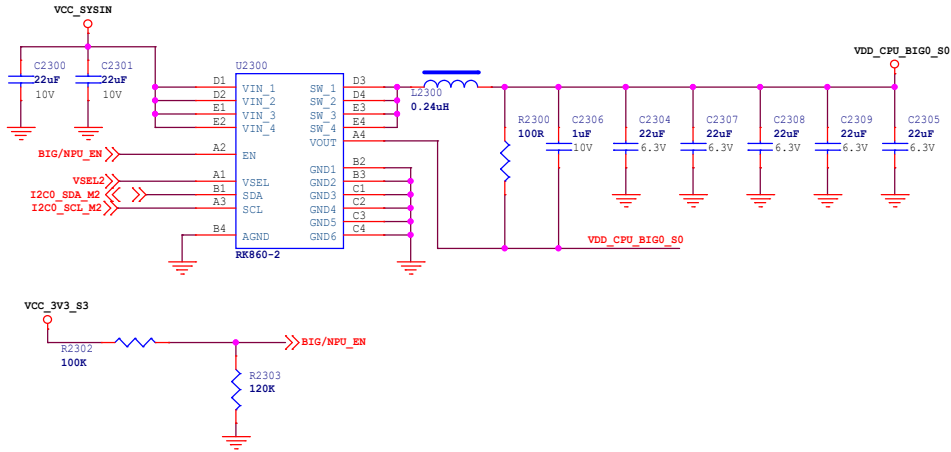 VCC_SYSIN
VDD_CPU_BIG0_S0
C2300
22uF
10V
C2301
22uF
10V
U2300
D1 VIN_1 SW_1 D3
D2 VIN_2 SW_2 D4
E1 VIN_3 SW_3 E3
E2 VIN_4 SW_4 E4
VOUT A4
BIG/NPU_EN A2 EN
GND1 B2
VSEL2 A1 VSEL GND2 B3
I2C0_SDA_M2 B1 SDA GND3 C1
I2C0_SCL_M2 A3 SCL GND4 C2
GND5 C3
B4 AGND GND6 C4
RK860-2
L2300
0.24uH
R2300
100R
C2306
1uF
10V
C2304
22uF
6.3V
C2307
22uF
6.3V
C2308
22uF
6.3V
C2309
22uF
6.3V
C2305
22uF
6.3V
VDD_CPU_BIG0_S0
VCC_3V3_S3
R2302
100K
BIG/NPU_EN
R2303
120K